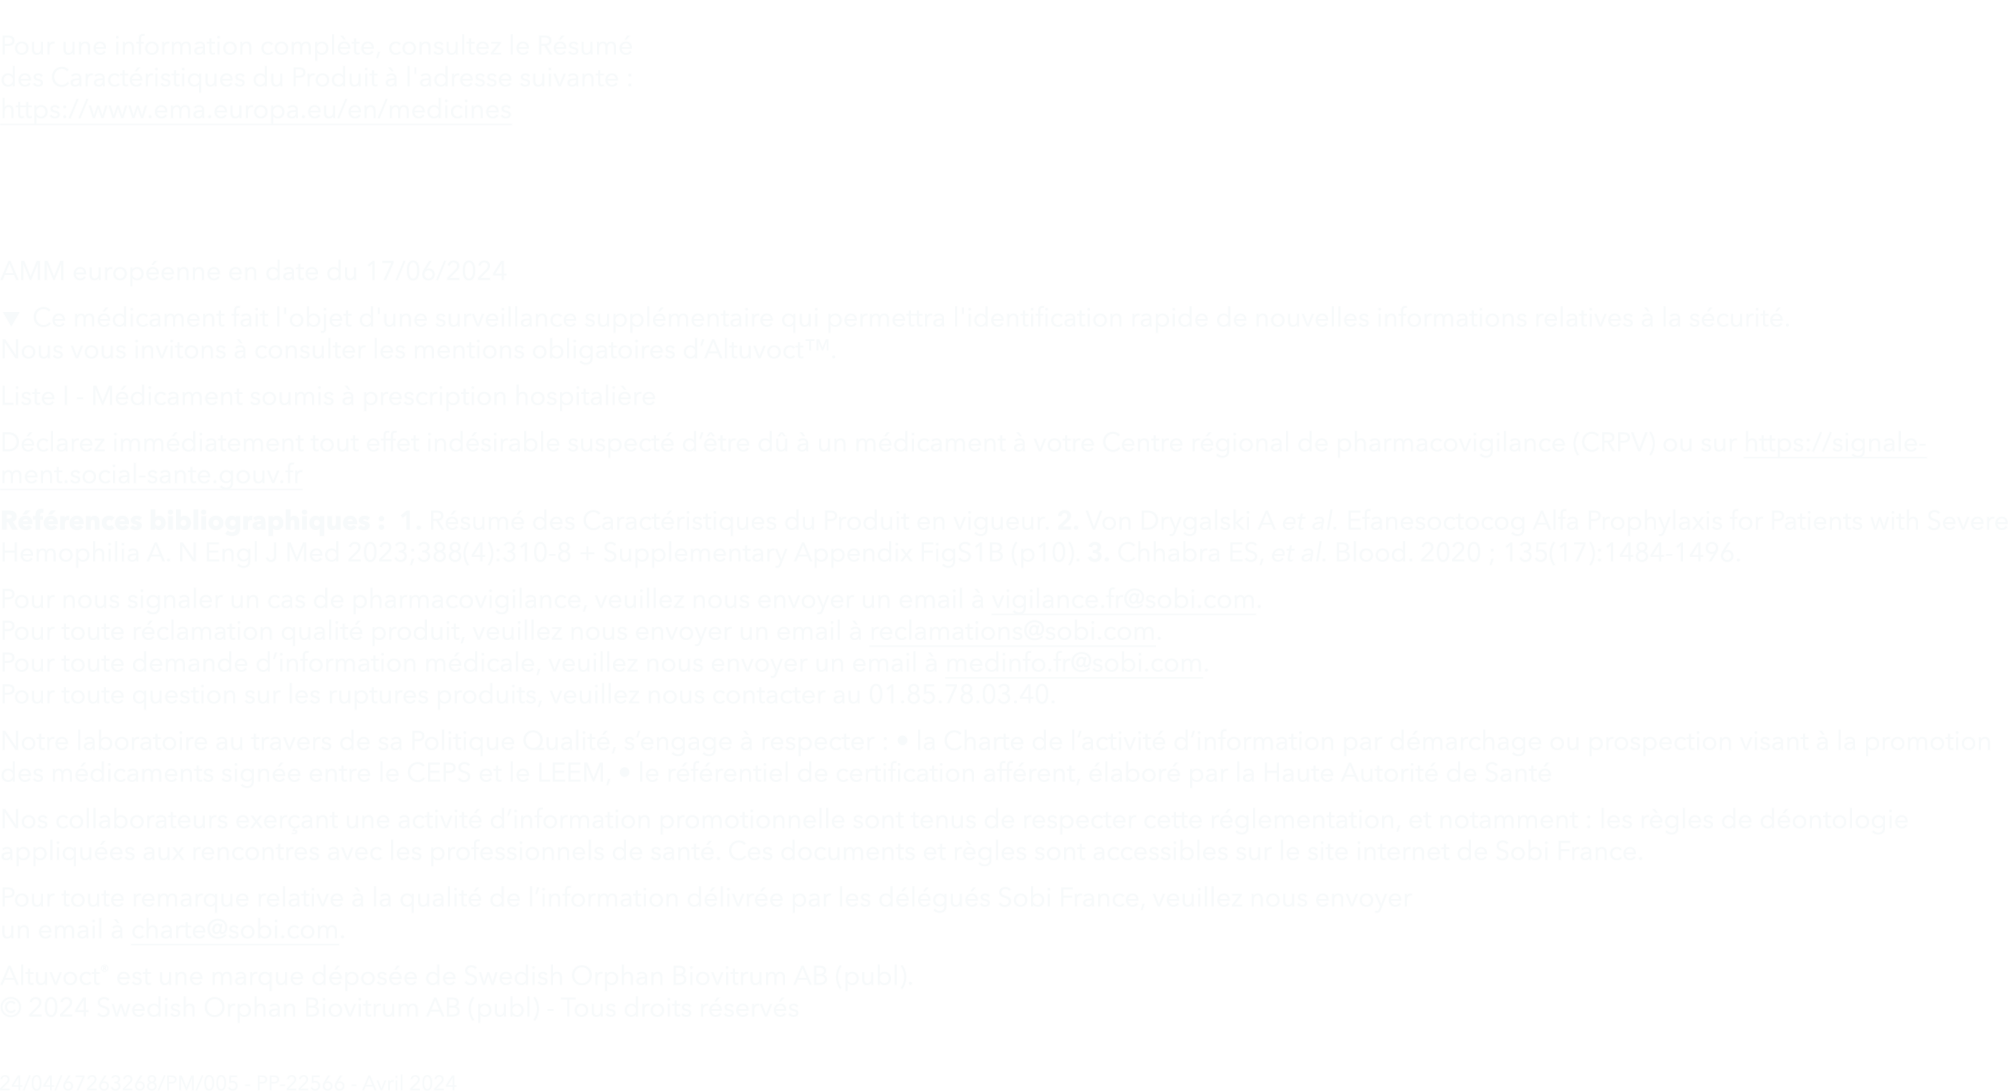 Pour une information complète, consultez le Résumé
des Caractéristiques du Produit à l'adresse suivante :
https://www.ema.europa.eu/en/medicines
AMM européenne en date du 17/06/2024
▼ Ce médicament fait l'objet d'une surveillance supplémentaire qui permettra l'identification rapide de nouvelles informations relatives à la sécurité.
Nous vous invitons à consulter les mentions obligatoires d'Altuvoct™.
Liste I - Médicament soumis à prescription hospitalière
Déclarez immédiatement tout effet indésirable suspecté d'être dû à un médicament à votre Centre régional de pharmacovigilance (CRPV) ou sur https://signale-
ment.social-sante.gouv.fr
Références bibliographiques : 1. Résumé des Caractéristiques du Produit en vigueur. 2. Von Drygalski A et al. Efanesoctocog Alfa Prophylaxis for Patients with Severe
Hemophilia A. N Engl J Med 2023;388(4):310-8 + Supplementary Appendix FigS1B (p10). 3. Chhabra ES, et al. Blood. 2020 ; 135(17):1484-1496.
Pour nous signaler un cas de pharmacovigilance, veuillez nous envoyer un email à vigilance.fr@sobi.com.
Pour toute réclamation qualité produit, veuillez nous envoyer un email à reclamations@sobi.com.
Pour toute demande d'information médicale, veuillez nous envoyer un email à medinfo.fr@sobi.com.
Pour toute question sur les ruptures produits, veuillez nous contacter au 01.85.78.03.40.
Notre laboratoire au travers de sa Politique Qualité, s'engage à respecter : • la Charte de l'activité d'information par démarchage ou prospection visant à la promotion
des médicaments signée entre le CEPS et le LEEM, • le référentiel de certification afférent, élaboré par la Haute Autorité de Santé
Nos collaborateurs exerçant une activité d'information promotionnelle sont tenus de respecter cette réglementation, et notamment : les règles de déontologie
appliquées aux rencontres avec les professionnels de santé. Ces documents et règles sont accessibles sur le site internet de Sobi France.
Pour toute remarque relative à la qualité de l'information délivrée par les délégués Sobi France, veuillez nous envoyer
un email à charte@sobi.com.
Altuvoct® est une marque déposée de Swedish Orphan Biovitrum AB (publ).
© 2024 Swedish Orphan Biovitrum AB (publ) - Tous droits réservés
24/04/67263268/PM/005 - PP-22566 - Avril 2024